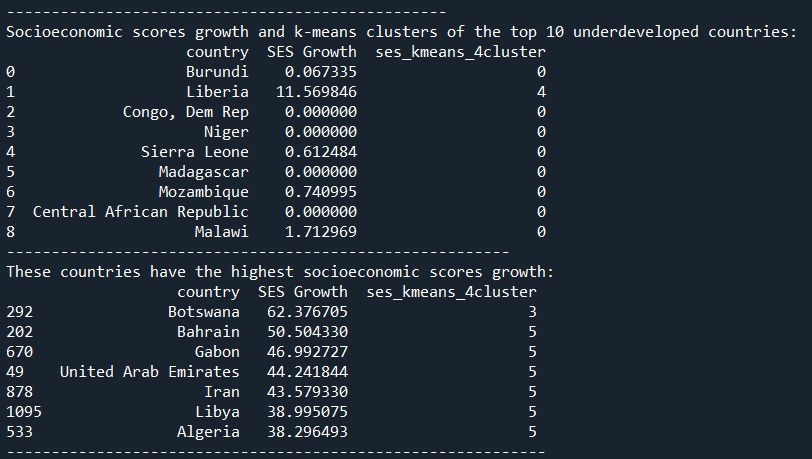 -------------------------------------------------
Socioeconomic scores growth and k-means clusters of the top 10 underdeveloped countries:
                    country  SES Growth  ses_kmeans_4cluster
0                   Burundi    0.067335                    0
1                   Liberia   11.569846                    4
2            Congo, Dem Rep    0.000000                    0
3                     Niger    0.000000                    0
4              Sierra Leone    0.612484                    0
5                Madagascar    0.000000                    0
6                Mozambique    0.740995                    0
7  Central African Republic    0.000000                    0
8                    Malawi    1.712969                    0
--------------------------------------------------------
These countries have the highest socioeconomic scores growth:
                   country  SES Growth  ses_kmeans_4cluster
292               Botswana   62.376705                    3
202                Bahrain   50.504330                    5
670                  Gabon   46.992727                    5
49    United Arab Emirates   44.241844                    5
878                   Iran   43.579330                    5
1095                 Libya   38.995075                    5
533                Algeria   38.296493                    5
------------------------------------------------------------